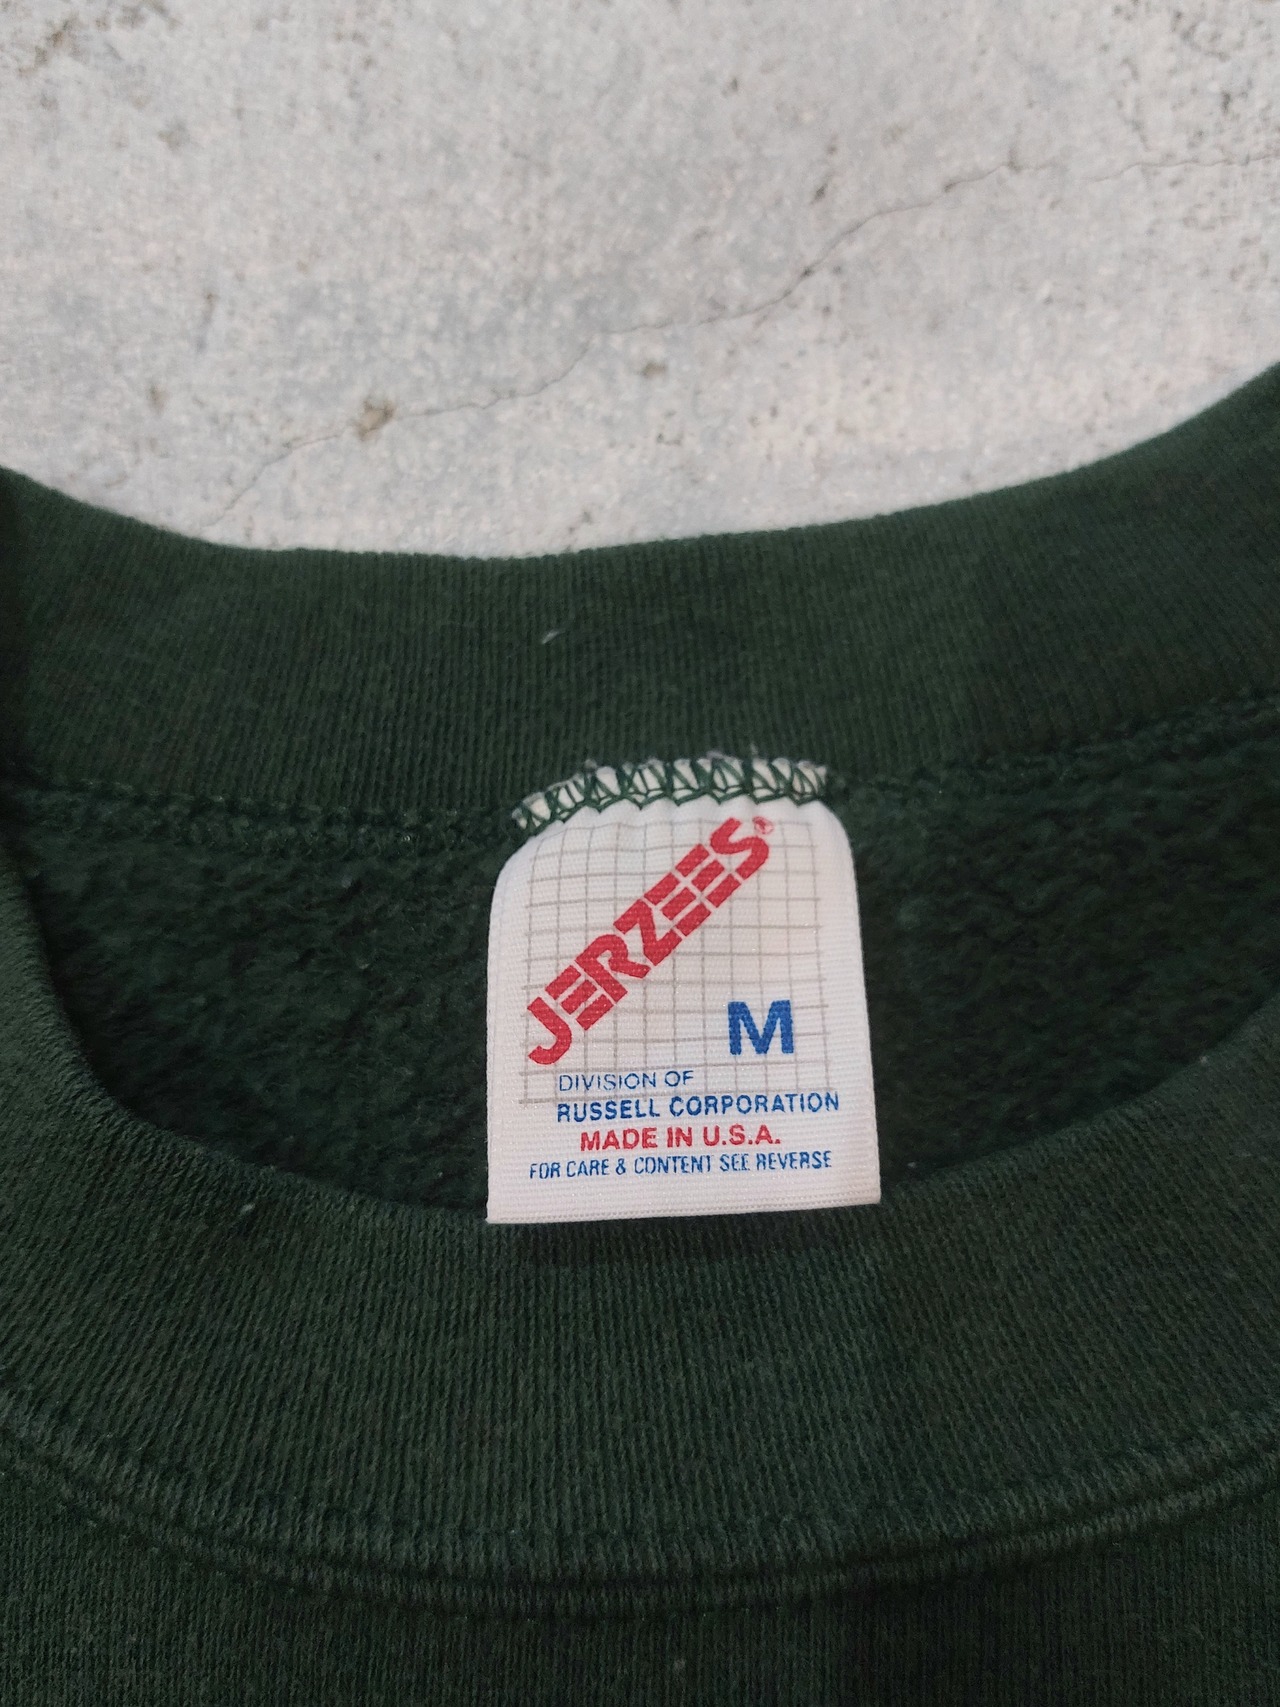 JERZEES®
M
DIVISION OF
RUSSELL CORPORATION
MADE IN U.S.A.
FOR CARE & CONTENT SEE REVERSE